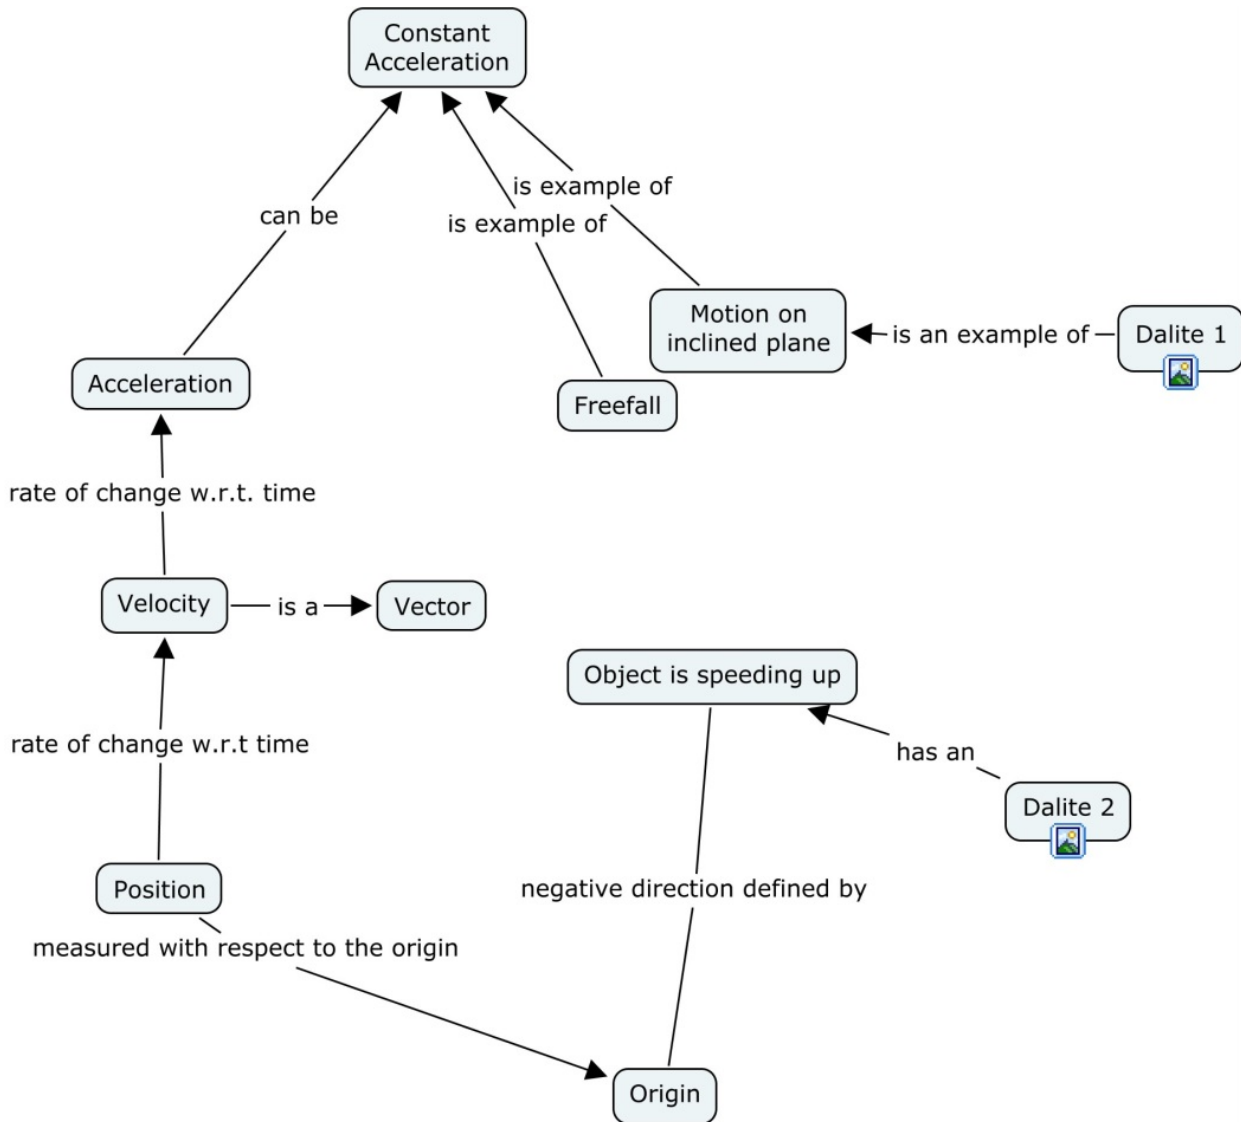 Constant
Acceleration
is example of
can be
is example of
Motion on
inclined plane
is an example of
Dalite 1
Acceleration
Freefall
rate of change w.r.t. time
Velocity
is a
Vector
Object is speeding up
rate of change w.r.t time
has an
Dalite 2
Position
negative direction defined by
measured with respect to the origin
Origin